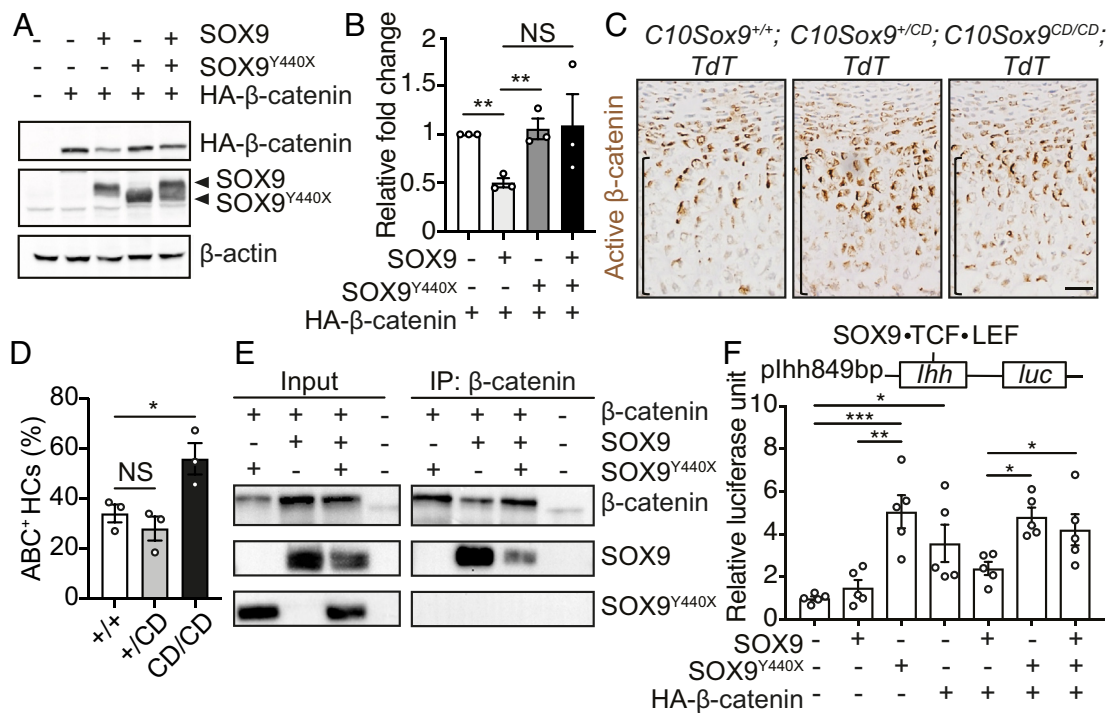 A
- - + - + SOX9
- - - + + SOX9Y440X
- + + + + HA-β-catenin
HA-β-catenin
SOX9
SOX9Y440X
β-actin
B
NS
** **
Relative fold change
2
1.5
1
0.5
0
SOX9 - + - +
SOX9Y440X - - + +
HA-β-catenin + + + +
C
C10Sox9+/+; C10Sox9+/CD; C10Sox9CD/CD;
TdT TdT TdT
Active β-catenin
D
*
NS
ABC+ HCs (%)
80
60
40
20
0
+/+ +/CD CD/CD
E
Input IP: β-catenin
+ + + - + + + - β-catenin
- + + - - + + - SOX9
+ - + - + - + - SOX9Y440X
β-catenin
SOX9
SOX9Y440X
F
SOX9•TCF•LEF
pIhh849bp Ihh luc
Relative luciferase unit
10
8
6
4
2
0
*
***
**
*
*
SOX9 - + - - + - +
SOX9Y440X - - + - - + +
HA-β-catenin - - - + + + +